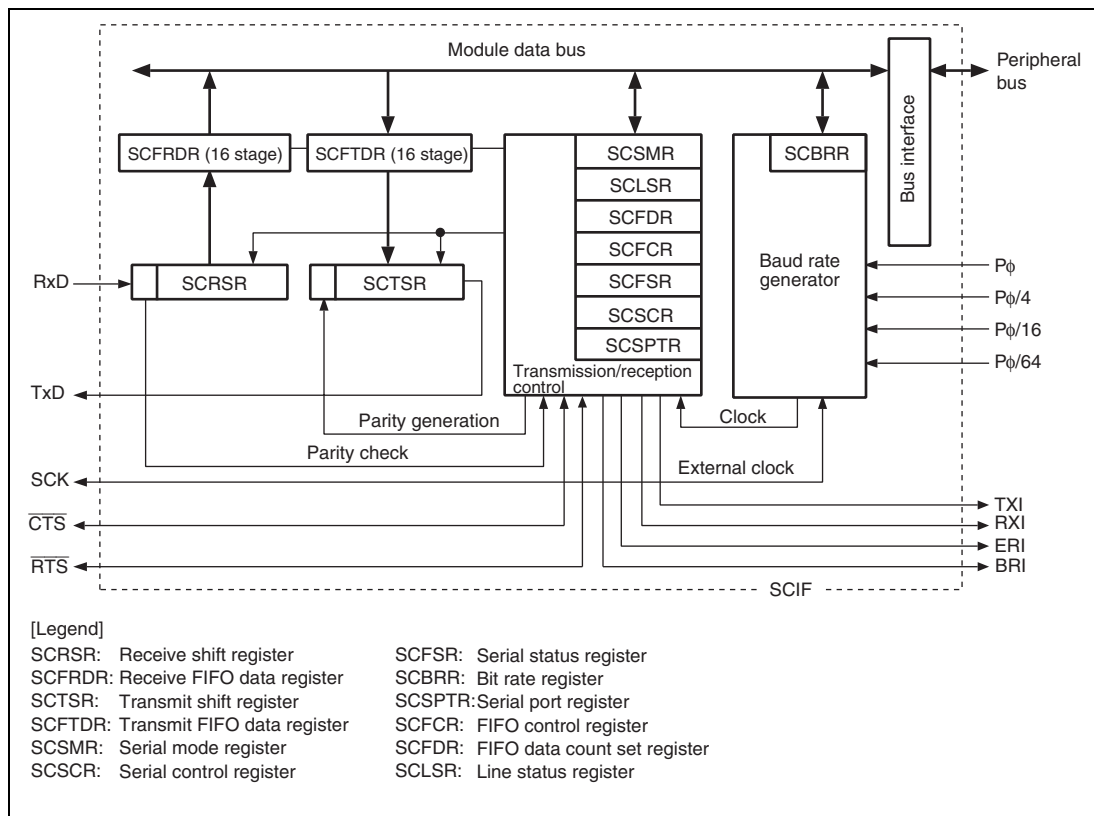 Module data bus
Peripheral
bus
Bus interface
SCFRDR (16 stage)
SCFTDR (16 stage)
SCSMR
SCLSR
SCFDR
SCFCR
SCFSR
SCSCR
SCSPTR
Transmission/reception
control
SCBRR
Baud rate
generator
RxD
SCRSR
SCTSR
Pϕ
Pϕ/4
Pϕ/16
Pϕ/64
TxD
Parity generation
Clock
Parity check
External clock
SCK
CTS
RTS
TXI
RXI
ERI
BRI
SCIF
[Legend]
SCRSR: Receive shift register
SCFRDR: Receive FIFO data register
SCTSR: Transmit shift register
SCFTDR: Transmit FIFO data register
SCSMR: Serial mode register
SCSCR: Serial control register
SCFSR: Serial status register
SCBRR: Bit rate register
SCSPTR: Serial port register
SCFCR: FIFO control register
SCFDR: FIFO data count set register
SCLSR: Line status register